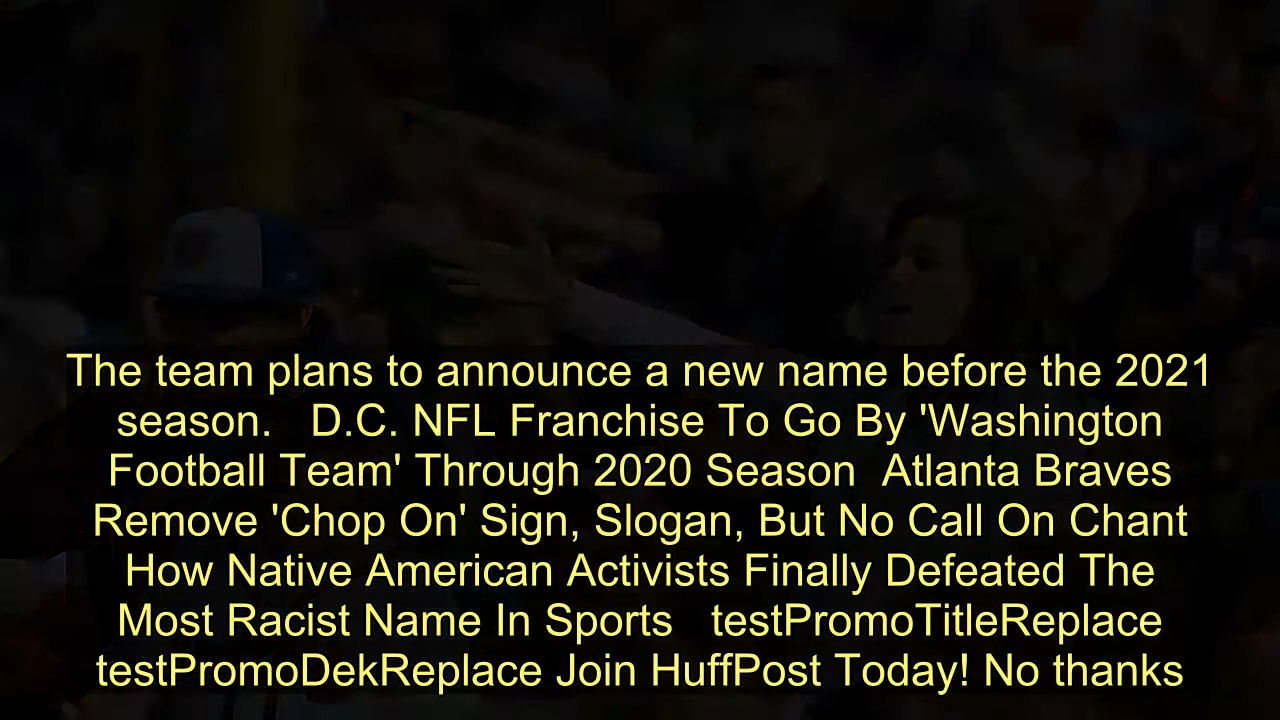 The team plans to announce a new name before the 2021
season. D.C. NFL Franchise To Go By 'Washington
Football Team' Through 2020 Season Atlanta Braves
Remove 'Chop On' Sign, Slogan, But No Call On Chant
How Native American Activists Finally Defeated The
Most Racist Name In Sports testPromoTitleReplace
testPromoDekReplace Join HuffPost Today! No thanks